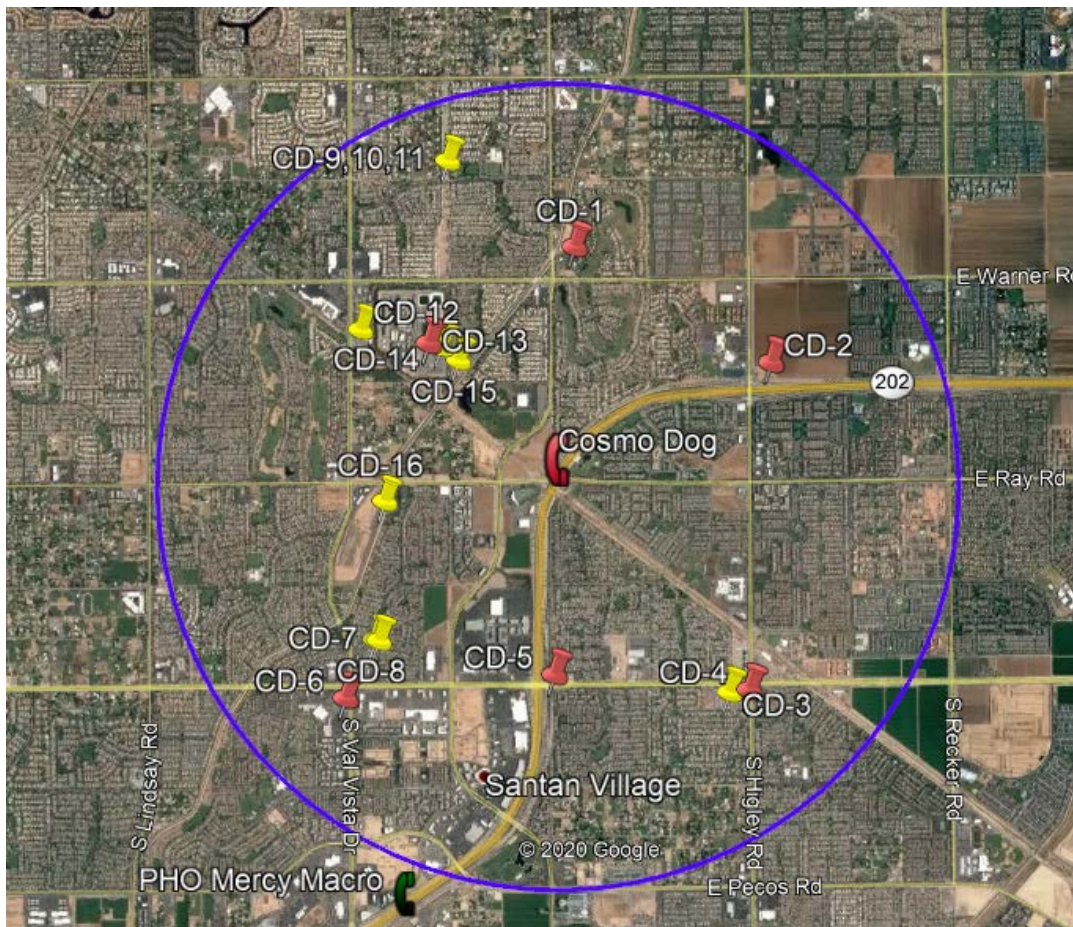 CD-9,10,11
CD-1
E Warner Rd
CD-12
CD-13
CD-14
CD-2
CD-15
202
Cosmo Dog
CD-16
E Ray Rd
CD-7
CD-8
CD-5
CD-6
CD-4
CD-3
S Lindsay Rd
S Val Vista Dr
S Higley Rd
S Recker Rd
Santan Village
© 2020 Google
PHO Mercy Macro
E Pecos Rd